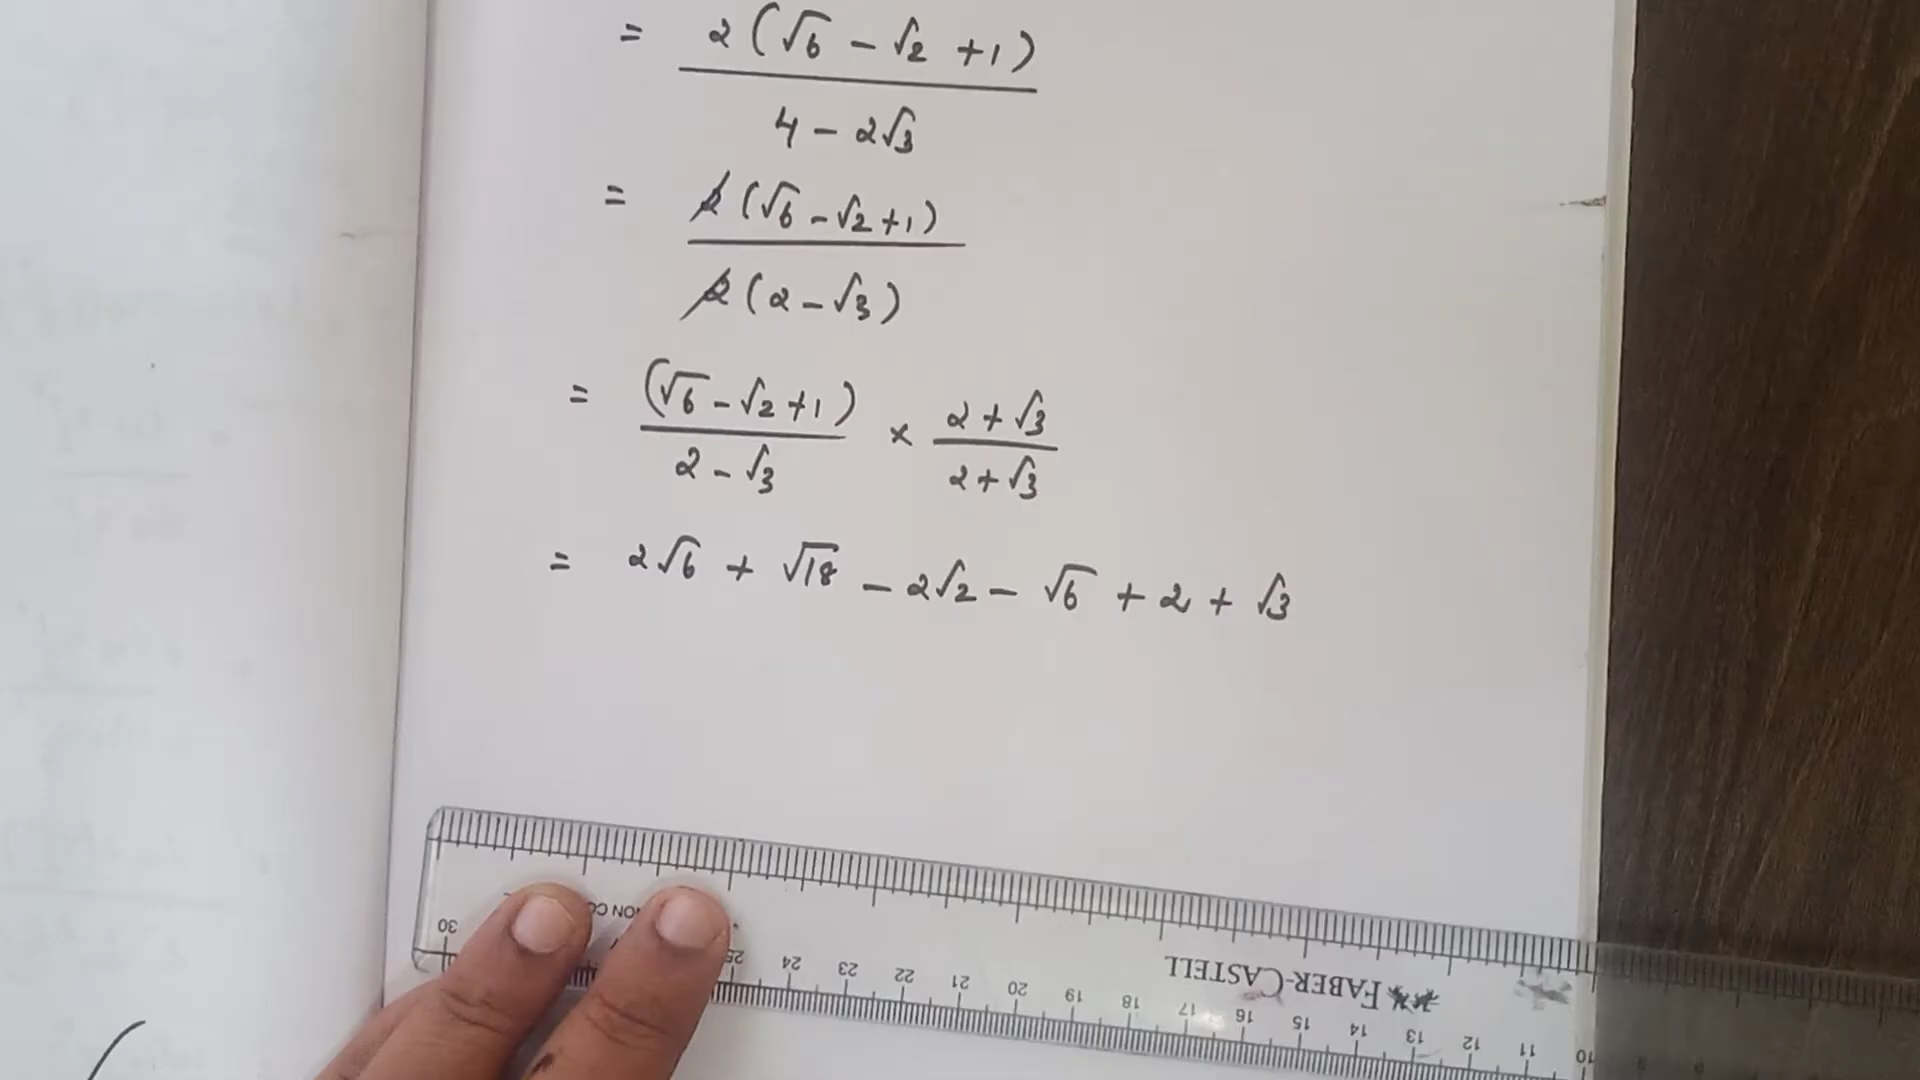 = 2(√6 - √2 + 1)
4 - 2√3
= 2(√6 - √2 + 1)
2(2 - √3)
= (√6 - √2 + 1) × 2 + √3
2 - √3 2 + √3
= 2√6 + √18 - 2√2 - √6 + 2 + √3
30 25 24 23 22 21 20 19 18 17 16 15 14 13 12 11 10
FABER-CASTELL